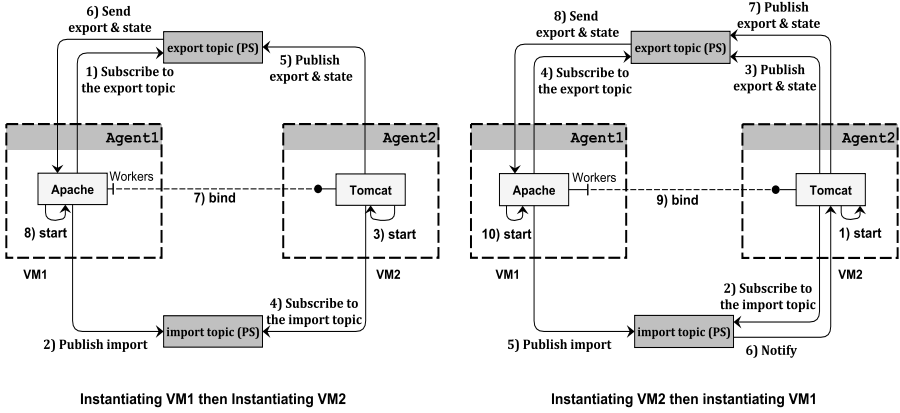 6) Send
export & state
export topic (PS)
1) Subscribe to
the export topic
5) Publish
export & state
Agent1
Agent2
Workers
Apache
Tomcat
7) bind
8) start
3) start
VM1
VM2
4) Subscribe to
the import topic
import topic (PS)
2) Publish import
Instantiating VM1 then Instantiating VM2
8) Send
export & state
7) Publish
export & state
export topic (PS)
4) Subscribe to
the export topic
3) Publish
export & state
Agent1
Agent2
Workers
Apache
Tomcat
9) bind
10) start
1) start
VM1
VM2
2) Subscribe to
the import topic
import topic (PS)
5) Publish import
6) Notify
Instantiating VM2 then instantiating VM1